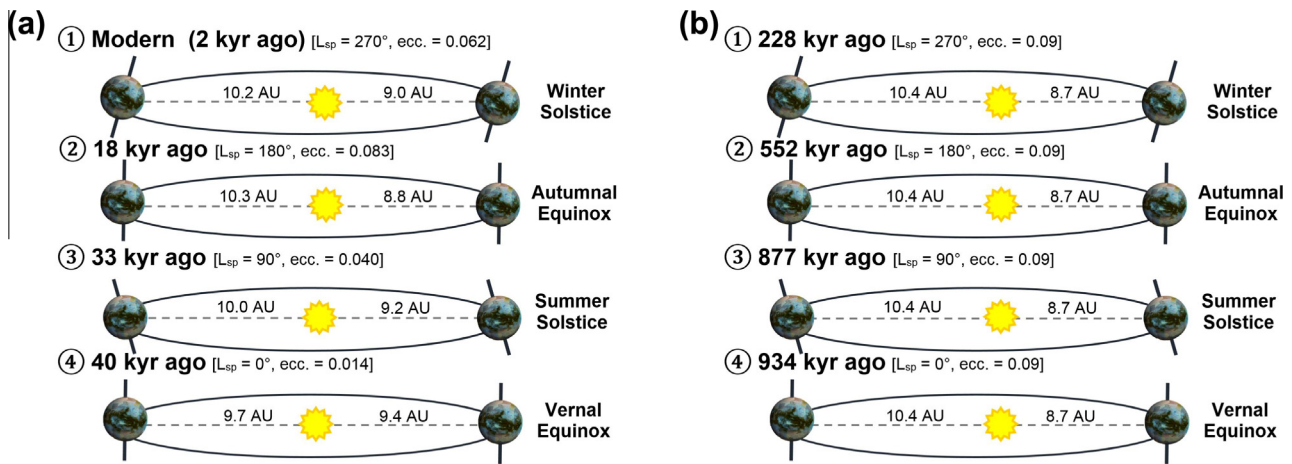 (a)
① Modern (2 kyr ago) [Lsp = 270°, ecc. = 0.062]
10.2 AU
9.0 AU
Winter
Solstice
② 18 kyr ago [Lsp = 180°, ecc. = 0.083]
10.3 AU
8.8 AU
Autumnal
Equinox
③ 33 kyr ago [Lsp = 90°, ecc. = 0.040]
10.0 AU
9.2 AU
Summer
Solstice
④ 40 kyr ago [Lsp = 0°, ecc. = 0.014]
9.7 AU
9.4 AU
Vernal
Equinox
(b)
① 228 kyr ago [Lsp = 270°, ecc. = 0.09]
10.4 AU
8.7 AU
Winter
Solstice
② 552 kyr ago [Lsp = 180°, ecc. = 0.09]
10.4 AU
8.7 AU
Autumnal
Equinox
③ 877 kyr ago [Lsp = 90°, ecc. = 0.09]
10.4 AU
8.7 AU
Summer
Solstice
④ 934 kyr ago [Lsp = 0°, ecc. = 0.09]
10.4 AU
8.7 AU
Vernal
Equinox